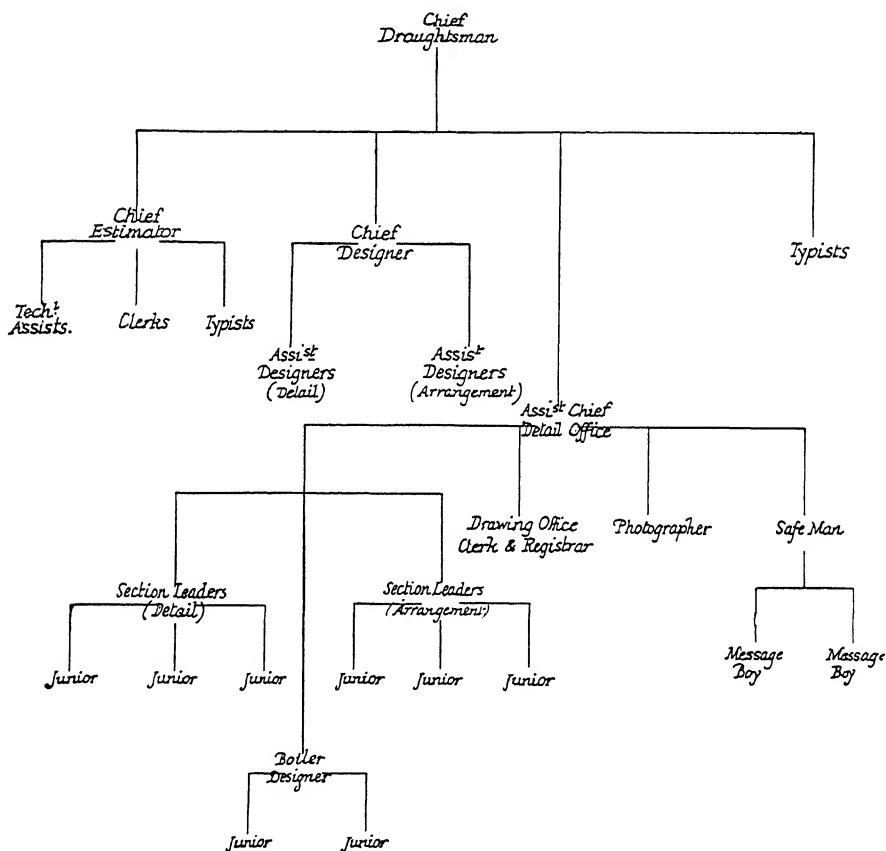 Chief
Draughtsman
Chief
Estimator
Chief
Designer
Typists
Tech.t
Assists.
Clerks
Typists
Assist
Designers
(Detail)
Assist
Designers
(Arrangement)
Assist Chief
Detail Office
Drawing Office
Clerk & Registrar
Photographer
Safe Man
Section Leaders
(Detail)
Section Leaders
(Arrangement)
Junior
Junior
Junior
Junior
Junior
Junior
Message
Boy
Message
Boy
Boiler
Designer
Junior
Junior